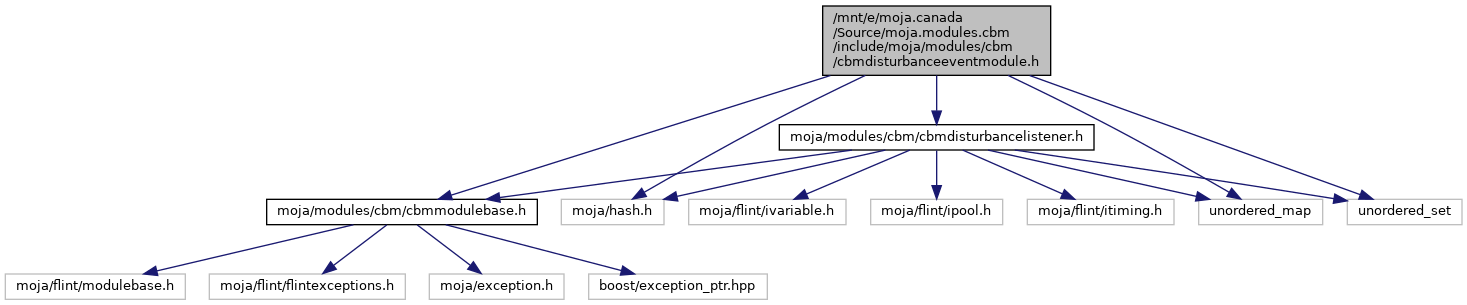 /mnt/e/moja.canada
/Source/moja.modules.cbm
/include/moja/modules/cbm
/cbmdisturbanceeventmodule.h
moja/modules/cbm/cbmdisturbancelistener.h
moja/modules/cbm/cbmmodulebase.h
moja/hash.h
moja/flint/ivariable.h
moja/flint/ipool.h
moja/flint/itiming.h
unordered_map
unordered_set
moja/flint/modulebase.h
moja/flint/flintexceptions.h
moja/exception.h
boost/exception_ptr.hpp